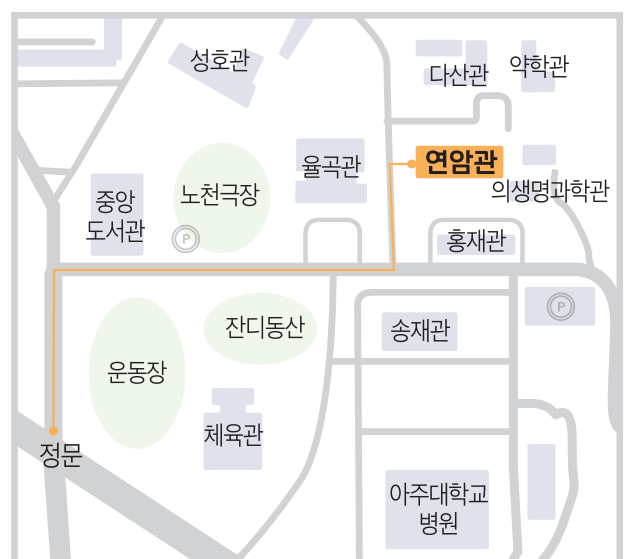 성호관
다산관
약학관
연암관
율곡관
의생명과학관
중앙
도서관
노천극장
P
홍재관
P
잔디동산
송재관
운동장
체육관
정문
아주대학교
병원